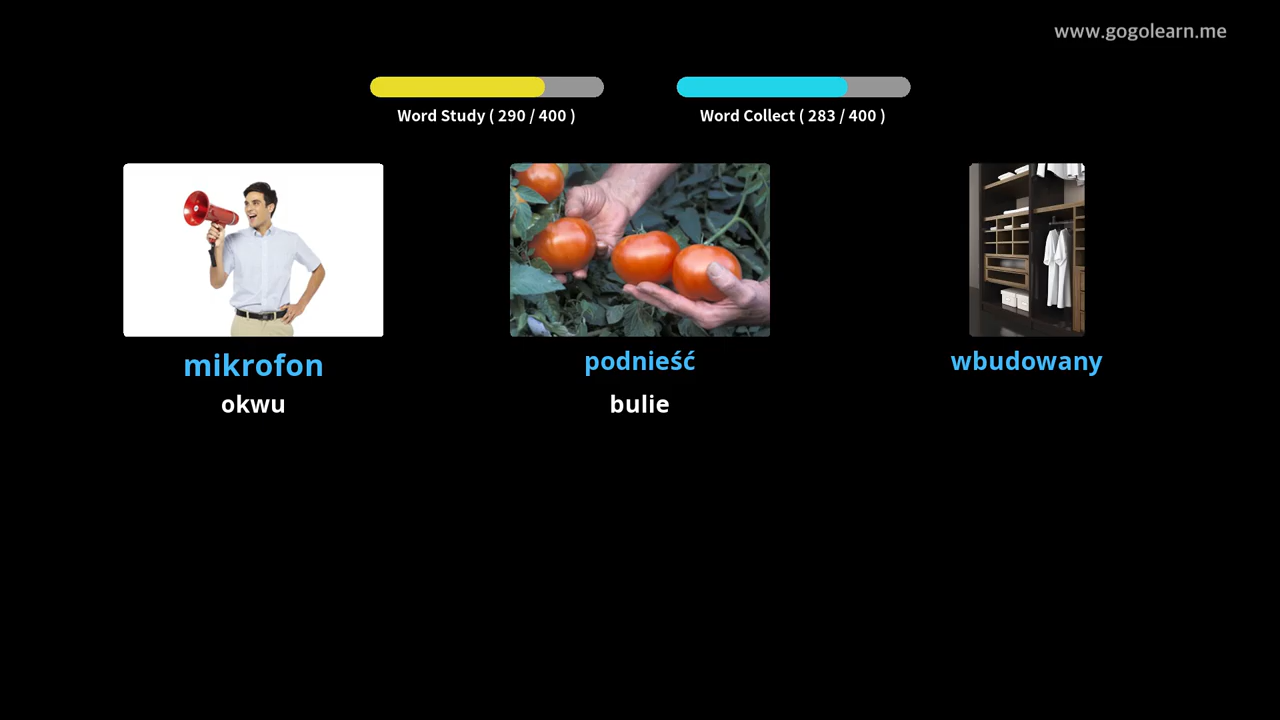 www.gogolearn.me
Word Study ( 290 / 400 )
Word Collect ( 283 / 400 )
mikrofon
okwu
podnieść
bulie
wbudowany